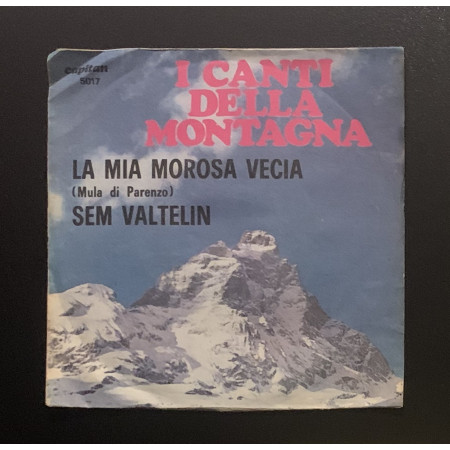 capitan
5017
I CANTI
DELLA
MONTAGNA
LA MIA MOROSA VECIA
(Mula di Parenzo)
SEM VALTELIN